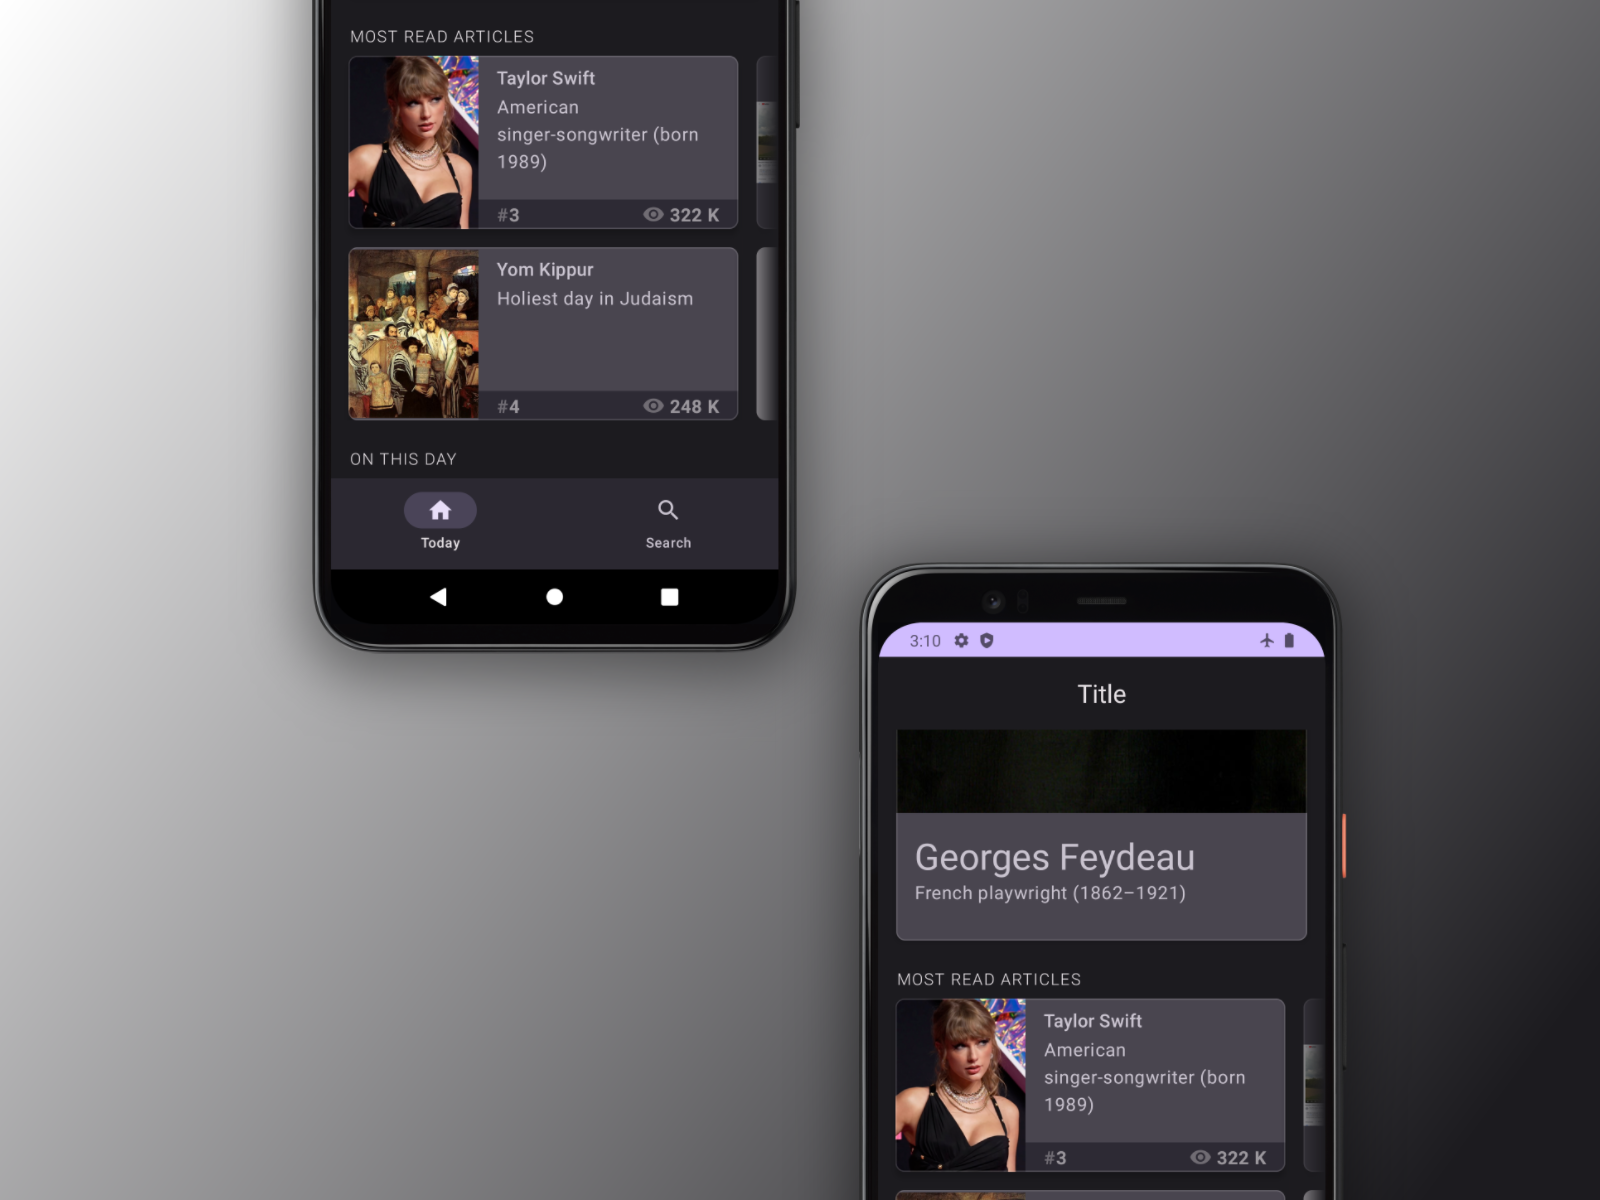 MOST READ ARTICLES
Taylor Swift
American
singer-songwriter (born
1989)
#3 322 K
Yom Kippur
Holiest day in Judaism
#4 248 K
ON THIS DAY
Today Search
3:10
Title
Georges Feydeau
French playwright (1862–1921)
MOST READ ARTICLES
Taylor Swift
American
singer-songwriter (born
1989)
#3 322 K